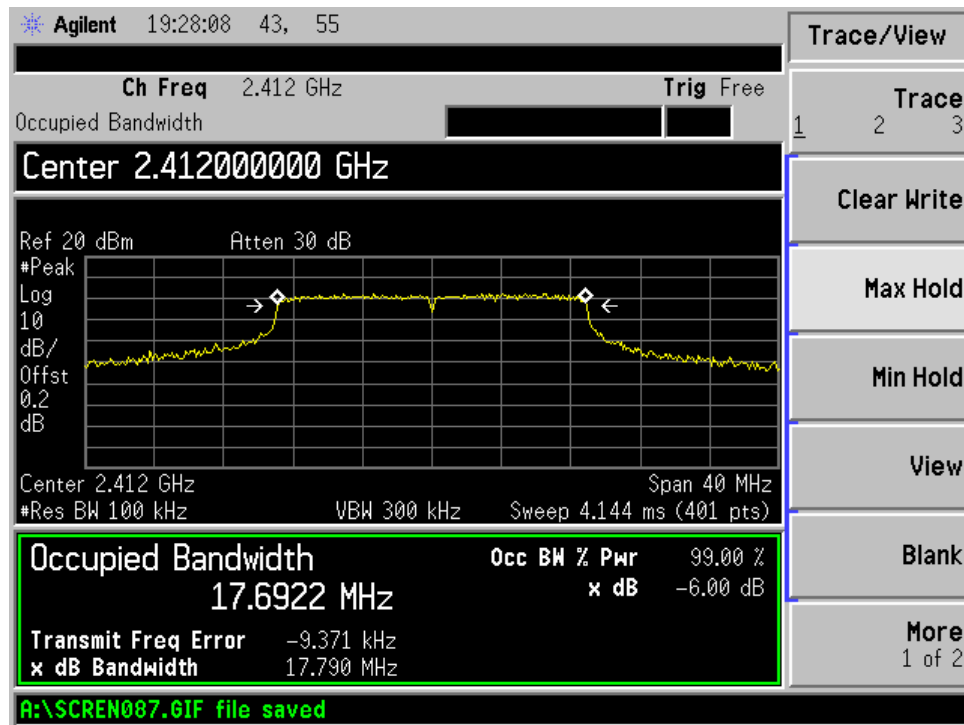 Agilent 19:28:08 43, 55
Trace/View
Ch Freq 2.412 GHz Trig Free
Occupied Bandwidth
Trace
1 2 3
Center 2.412000000 GHz
Clear Write
Ref 20 dBm Atten 30 dB
#Peak
Log
10
dB/
Offst
0.2
dB
Max Hold
Min Hold
View
Center 2.412 GHz Span 40 MHz
#Res BW 100 kHz VBW 300 kHz Sweep 4.144 ms (401 pts)
Occupied Bandwidth
17.6922 MHz
Occ BW % Pwr 99.00 %
x dB -6.00 dB
Blank
Transmit Freq Error -9.371 kHz
x dB Bandwidth 17.790 MHz
More
1 of 2
A:\SCREN087.GIF file saved